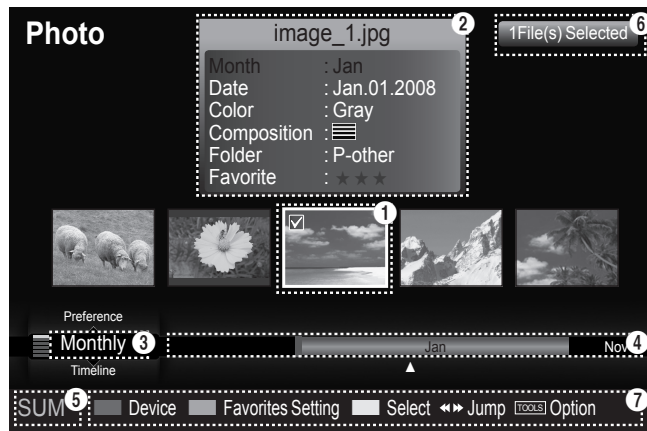 Photo
image_1.jpg
②
1File(s) Selected
⑥
Month : Jan
Date : Jan.01.2008
Color : Gray
Composition :
Folder : P-other
Favorite : ★ ★ ★
①
Preference
Monthly ③
Jan
Nov ④
Timeline
SUM ⑤
Device Favorites Setting Select ◀▶ Jump TOOLS Option ⑦